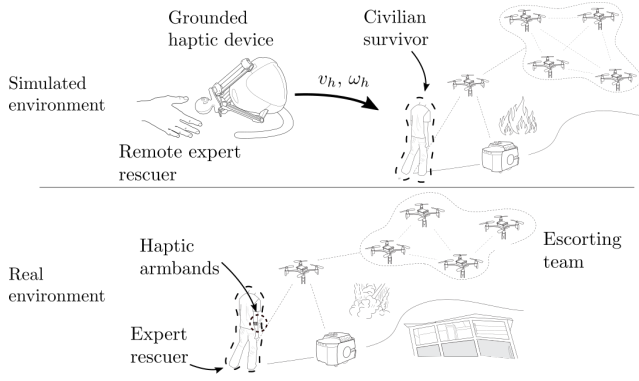 Grounded
haptic device
Civilian
survivor
Simulated
environment
v_h, ω_h
Remote expert
rescuer
Haptic
armbands
Escorting
team
Real
environment
Expert
rescuer